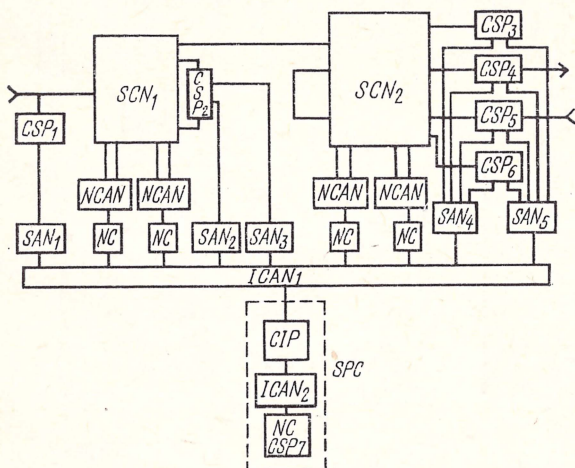 CSP3
SCN1
CSP2
SCN2
CSP4
CSP1
CSP5
CSP6
NCAN
NCAN
NCAN
NCAN
SAN1
NC
NC
SAN2
SAN3
NC
NC
SAN4
SAN5
ICAN1
CIP
SPC
ICAN2
NC
CSP7